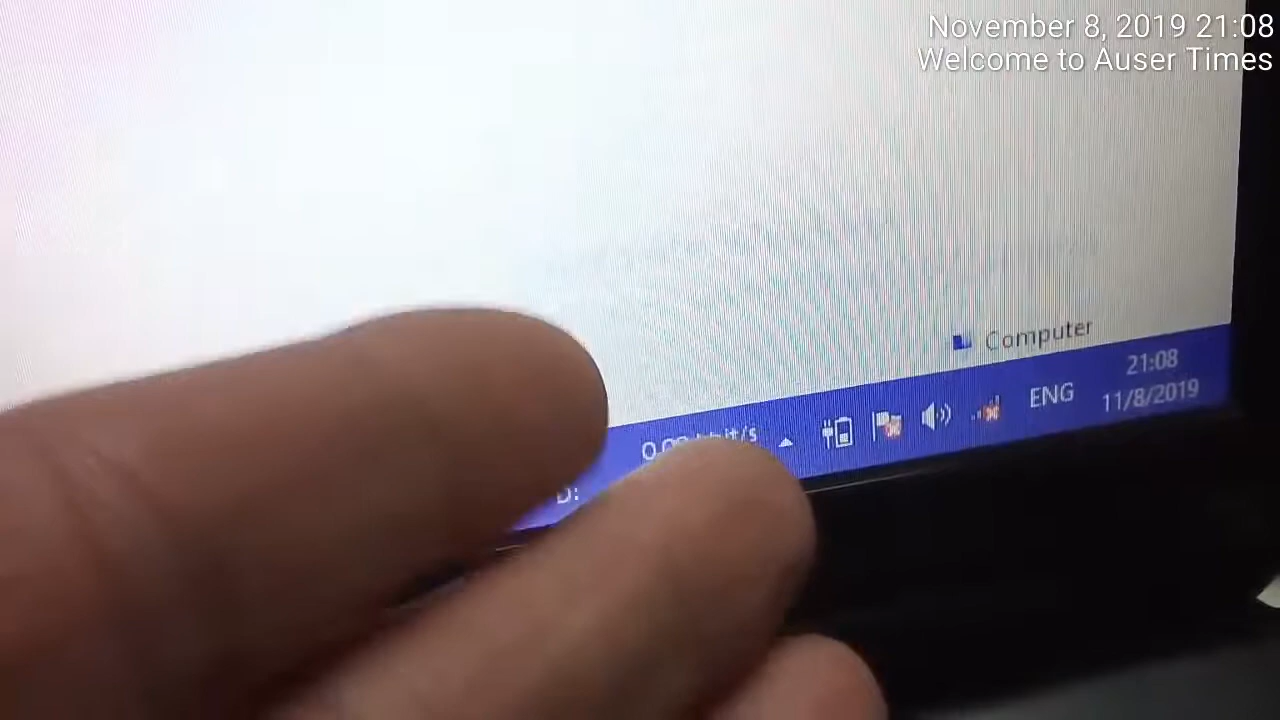 November 8, 2019 21:08
Welcome to Auser Times
Computer
21:08
ENG
11/8/2019
D: